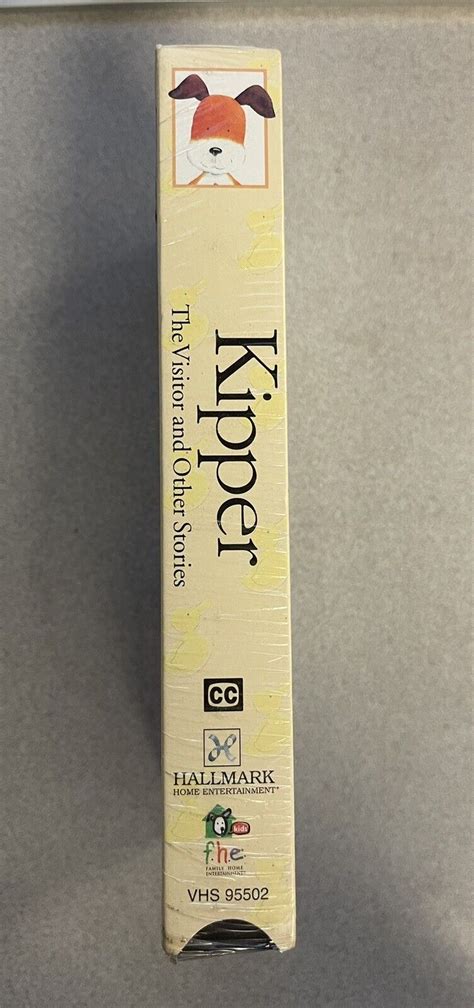 Kipper
The Visitor and Other Stories
CC
HALLMARK
HOME ENTERTAINMENT
kids
f.h.e.
FAMILY HOME
ENTERTAINMENT
VHS 95502